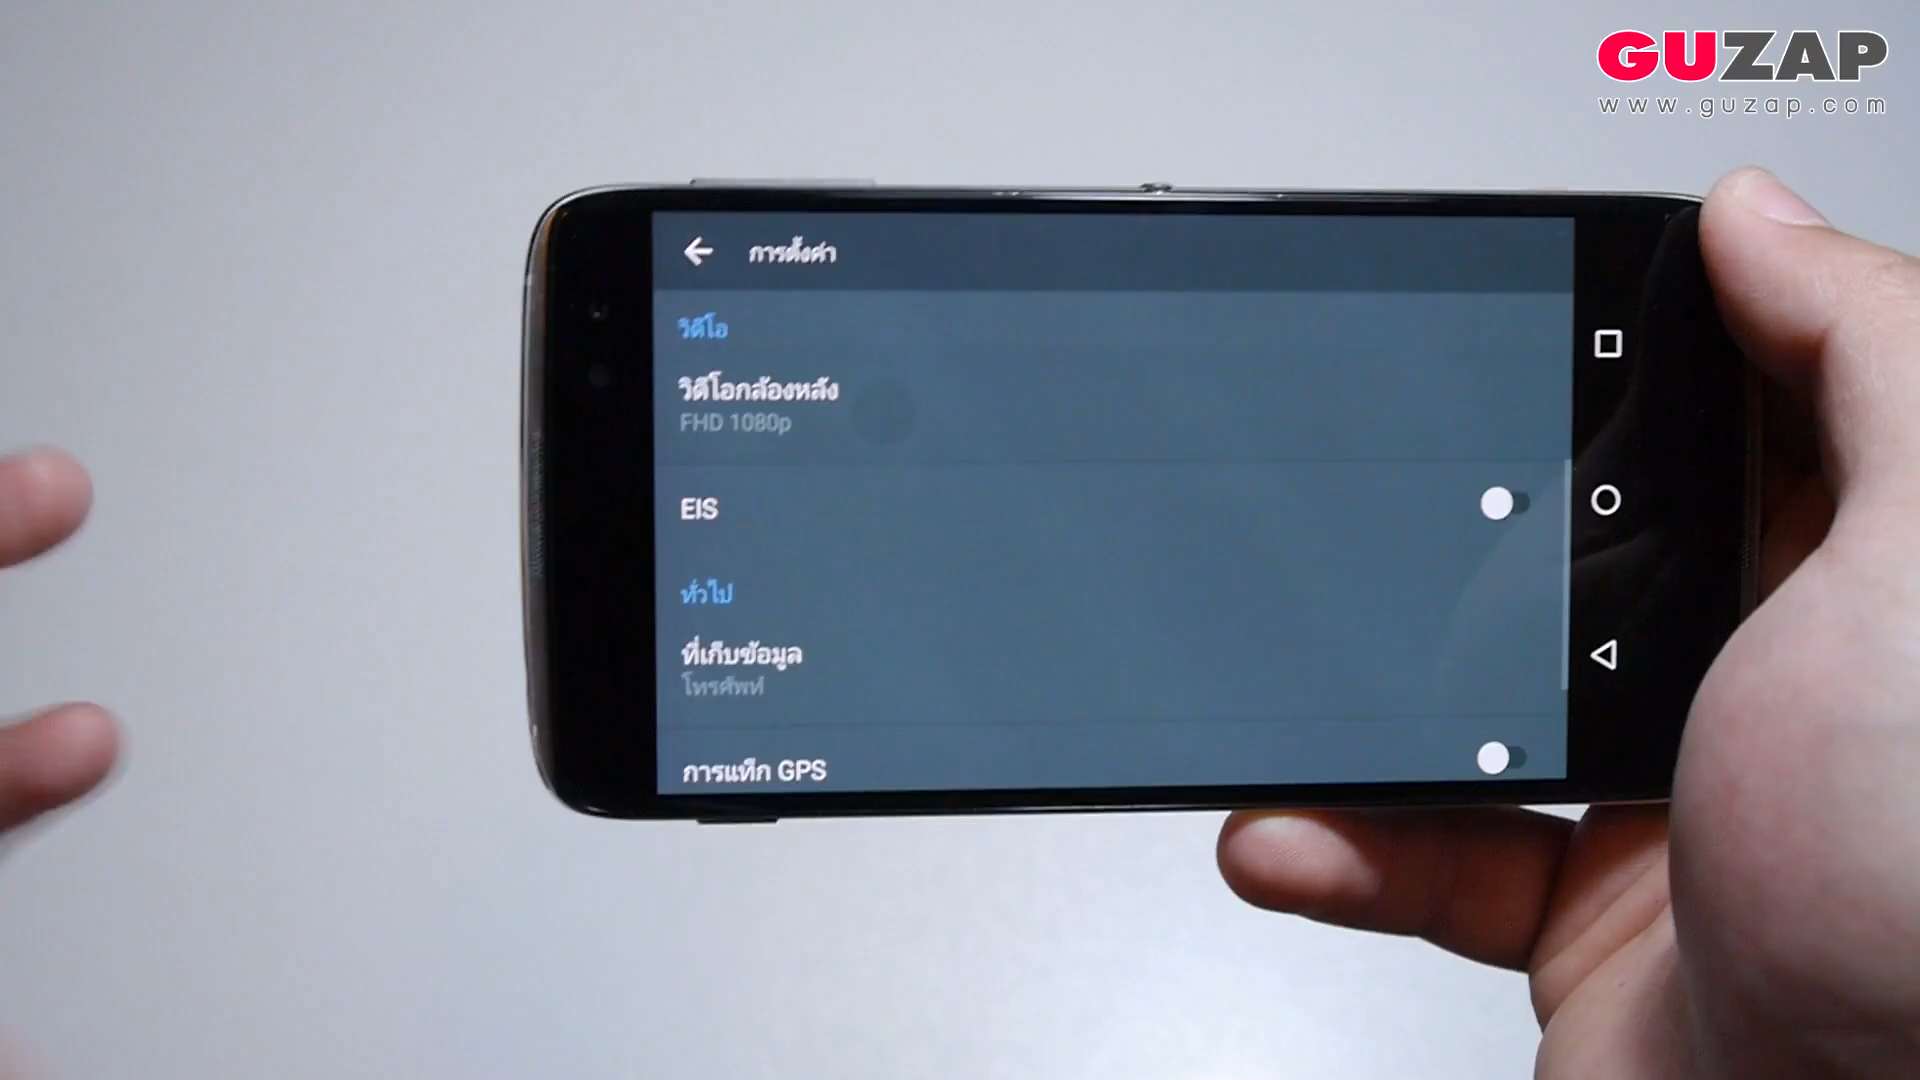 GUZAP
www.guzap.com
การตั้งค่า
วิดีโอ
วิดีโอกล้องหลัง
FHD 1080p
EIS
ทั่วไป
ที่เก็บข้อมูล
โทรศัพท์
การแท็ก GPS